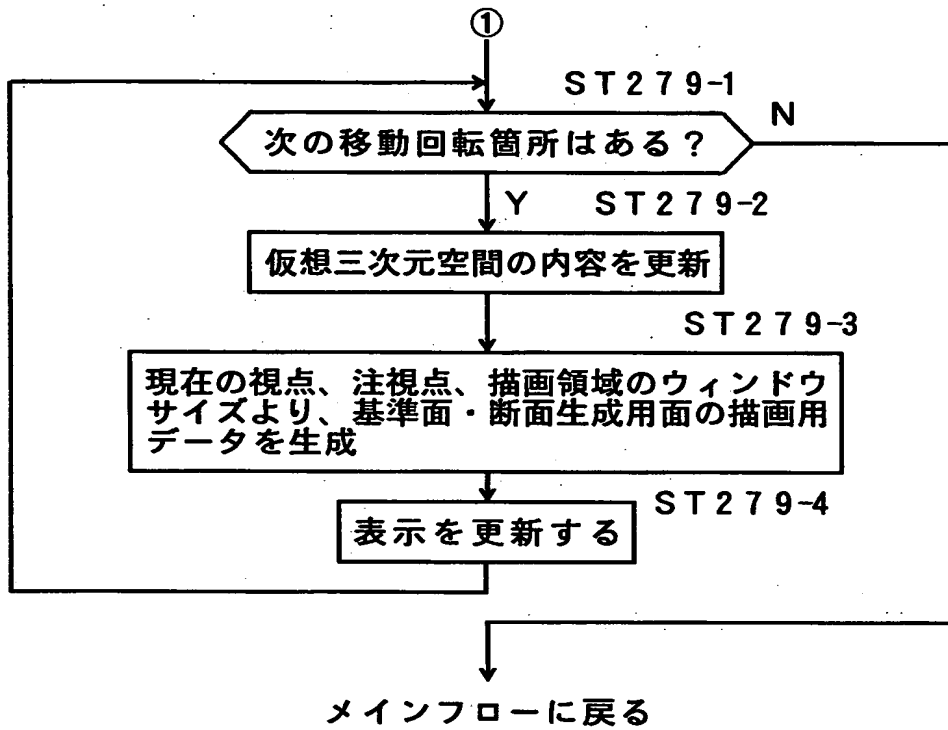 ①
ST279-1
次の移動回転箇所はある？
N
Y
ST279-2
仮想三次元空間の内容を更新
ST279-3
現在の視点、注視点、描画領域のウィンドウ
サイズより、基準面・断面生成用面の描画用
データを生成
ST279-4
表示を更新する
メインフローに戻る